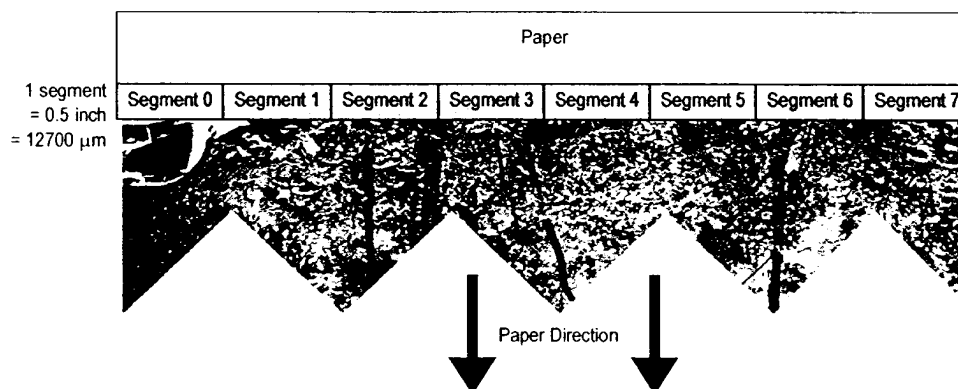 Paper
1 segment
= 0.5 inch
= 12700 μm
Segment 0 Segment 1 Segment 2 Segment 3 Segment 4 Segment 5 Segment 6 Segment 7
Paper Direction